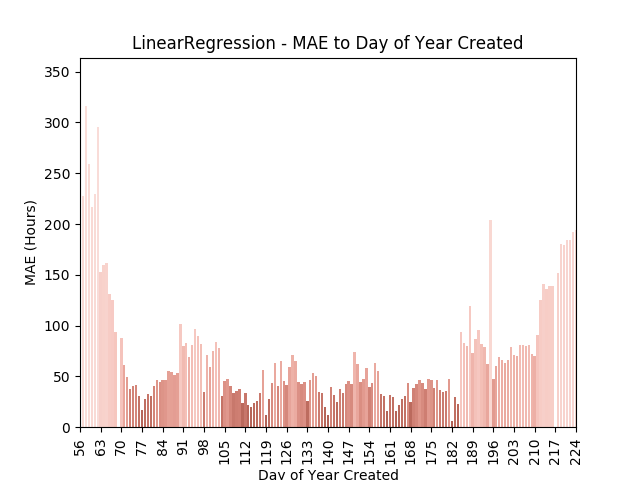 LinearRegression - MAE to Day of Year Created
MAE (Hours)
350
300
250
200
150
100
50
0
56 63 70 77 84 91 98 105 112 119 126 133 140 147 154 161 168 175 182 189 196 203 210 217 224
Day of Year Created